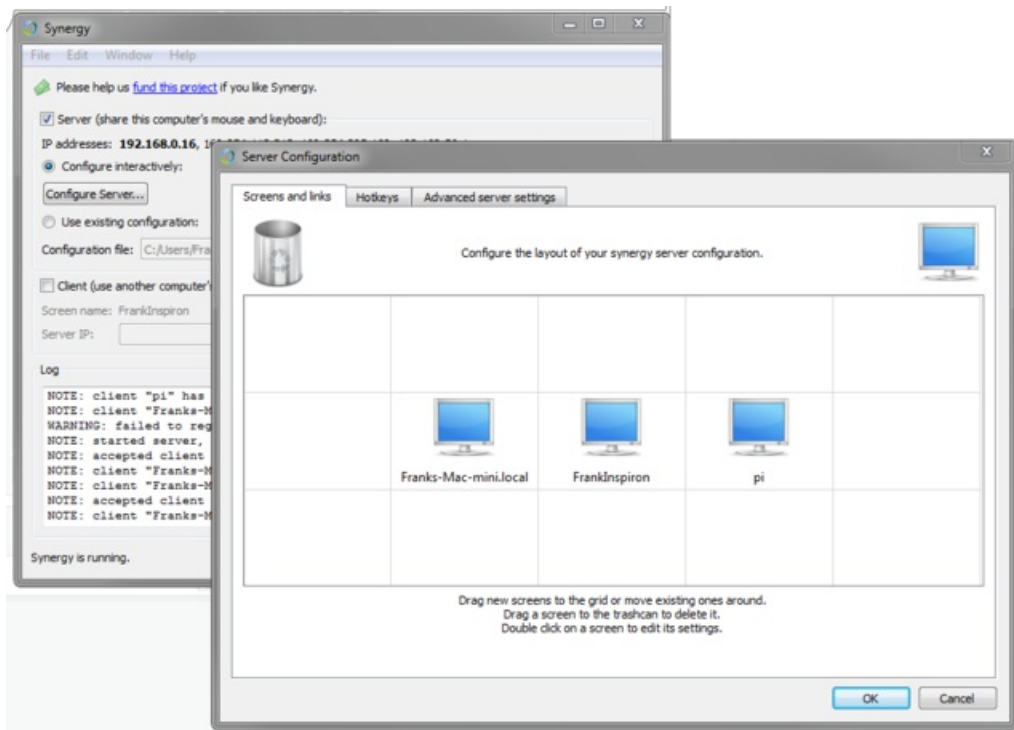 Synergy
File Edit Window Help
Please help us fund this project if you like Synergy.
Server (share this computer's mouse and keyboard):
IP addresses: 192.168.0.16,
Configure interactively:
Configure Server...
Use existing configuration:
Configuration file: C:/Users/Fra
Client (use another computer's
Screen name: FrankInspiron
Server IP:
Log
NOTE: client "pi" has
NOTE: client "Franks-M
WARNING: failed to reg
NOTE: started server,
NOTE: accepted client
NOTE: client "Franks-M
NOTE: client "Franks-M
NOTE: accepted client
NOTE: client "Franks-M
Synergy is running.
Server Configuration
Screens and links Hotkeys Advanced server settings
Configure the layout of your synergy server configuration.
Franks-Mac-mini.local FrankInspiron pi
Drag new screens to the grid or move existing ones around.
Drag a screen to the trashcan to delete it.
Double click on a screen to edit its settings.
OK Cancel